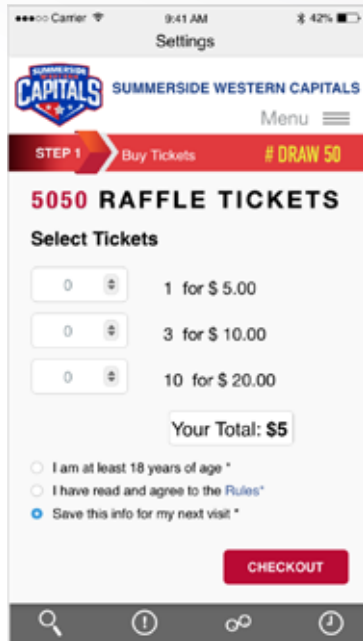 Carrier 9:41 AM 42%
Settings
SUMMERSIDE
WESTERN
CAPITALS
SUMMERSIDE WESTERN CAPITALS
Menu
STEP 1 Buy Tickets # DRAW 50
5050 RAFFLE TICKETS
Select Tickets
0 1 for $ 5.00
0 3 for $ 10.00
0 10 for $ 20.00
Your Total: $5
I am at least 18 years of age *
I have read and agree to the Rules*
Save this info for my next visit *
CHECKOUT